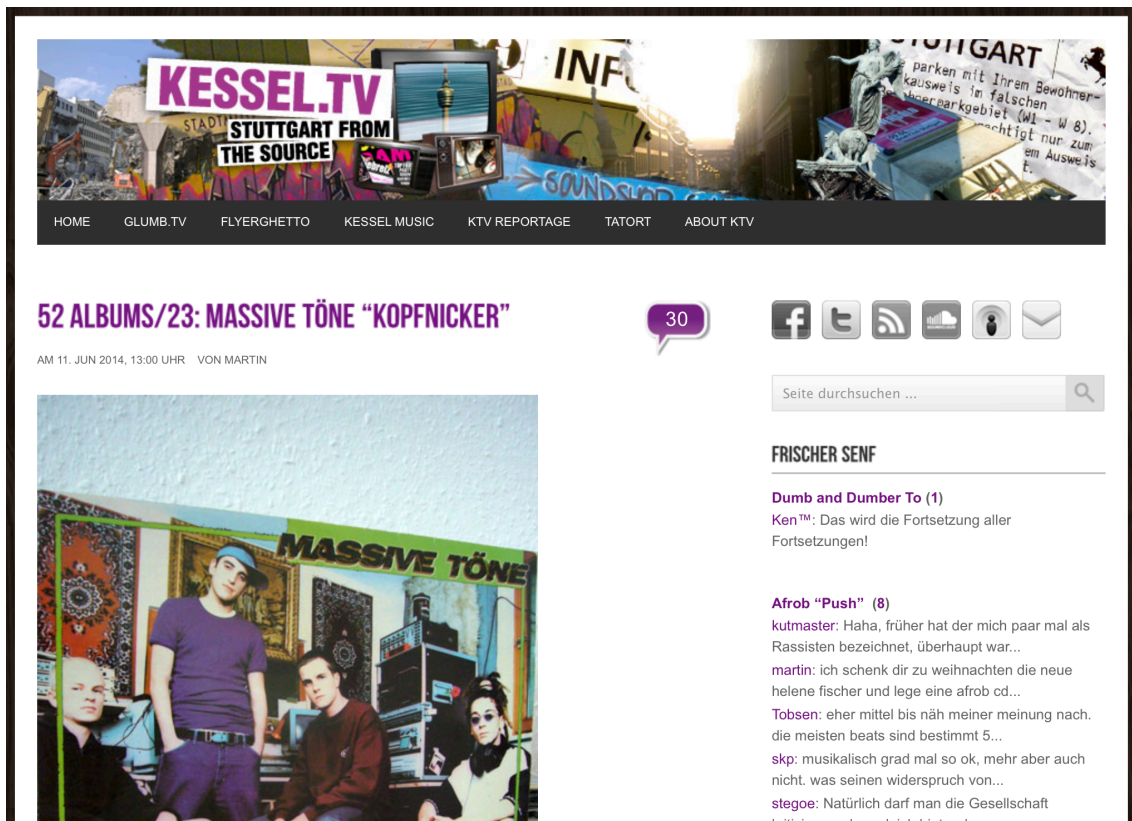 KESSEL.TV
STUTTGART FROM
THE SOURCE
STADT
INFO
SOUNDSHOP
STUTTGART
parken mit Ihrem Bewohner-
kausweis im falschen
parkgebiet (W1 - W 8).
nur zum
Ausweis
HOME GLUMB.TV FLYERGHETTO KESSEL MUSIC KTV REPORTAGE TATORT ABOUT KTV
52 ALBUMS/23: MASSIVE TÖNE “KOPFNICKER”
30
AM 11. JUN 2014, 13:00 UHR VON MARTIN
MASSIVE TÖNE
Seite durchsuchen ...
FRISCHER SENF
Dumb and Dumber To (1)
Ken™: Das wird die Fortsetzung aller
Fortsetzungen!
Afrob “Push” (8)
kutmaster: Haha, früher hat der mich paar mal als
Rassisten bezeichnet, überhaupt war...
martin: ich schenk dir zu weihnachten die neue
helene fischer und lege eine afrob cd...
Tobsen: eher mittel bis näh meiner meinung nach.
die meisten beats sind bestimmt 5...
skp: musikalisch grad mal so ok, mehr aber auch
nicht. was seinen widerspruch von...
stegoe: Natürlich darf man die Gesellschaft